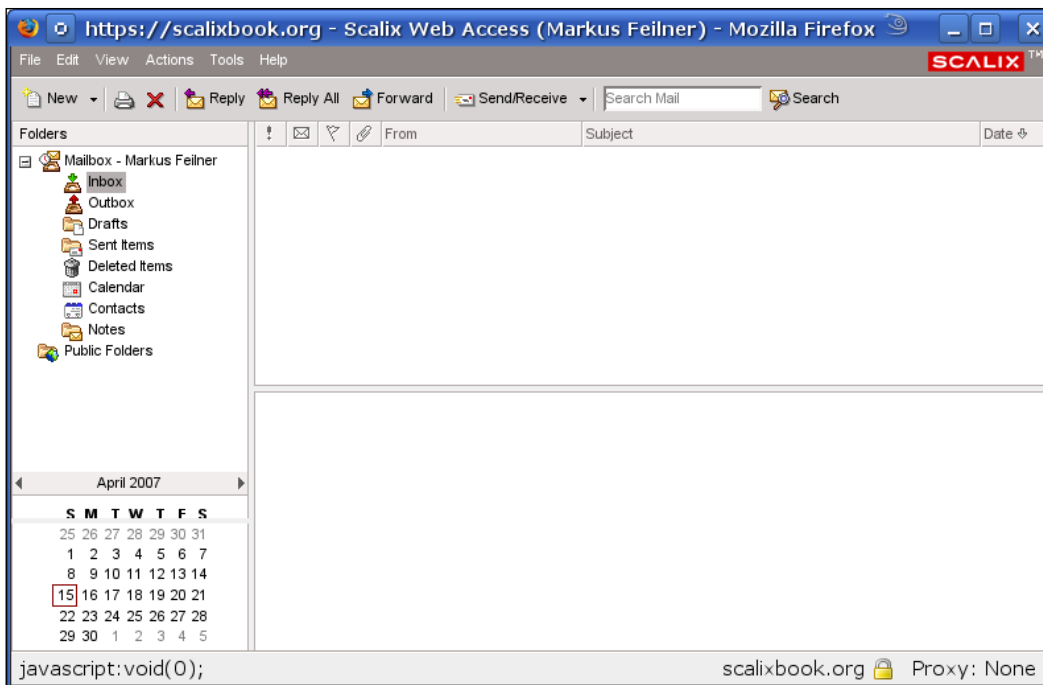 https://scalixbook.org - Scalix Web Access (Markus Feilner) - Mozilla Firefox
File Edit View Actions Tools Help SCALIX TM
New Reply Reply All Forward Send/Receive Search Mail Search
Folders ! From Subject Date
Mailbox - Markus Feilner
Inbox
Outbox
Drafts
Sent Items
Deleted Items
Calendar
Contacts
Notes
Public Folders
April 2007
S M T W T F S
25 26 27 28 29 30 31
1 2 3 4 5 6 7
8 9 10 11 12 13 14
15 16 17 18 19 20 21
22 23 24 25 26 27 28
29 30 1 2 3 4 5
javascript:void(0); scalixbook.org Proxy: None